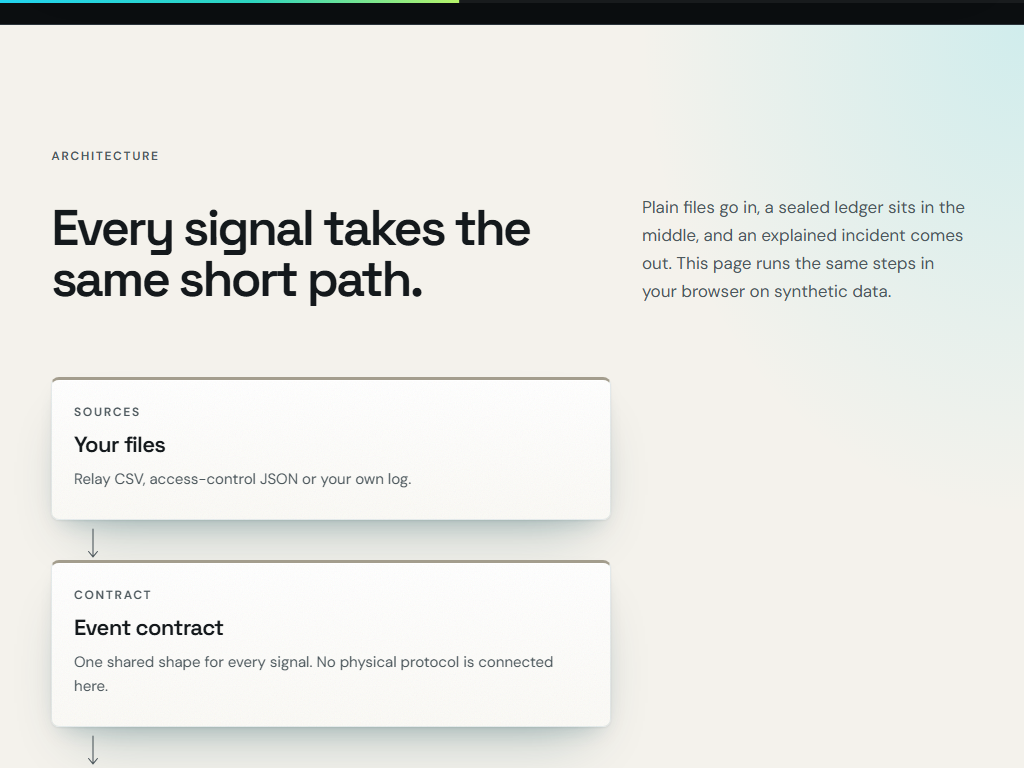 ARCHITECTURE
Every signal takes the
same short path.
Plain files go in, a sealed ledger sits in the
middle, and an explained incident comes
out. This page runs the same steps in
your browser on synthetic data.
SOURCES
Your files
Relay CSV, access-control JSON or your own log.
CONTRACT
Event contract
One shared shape for every signal. No physical protocol is connected
here.